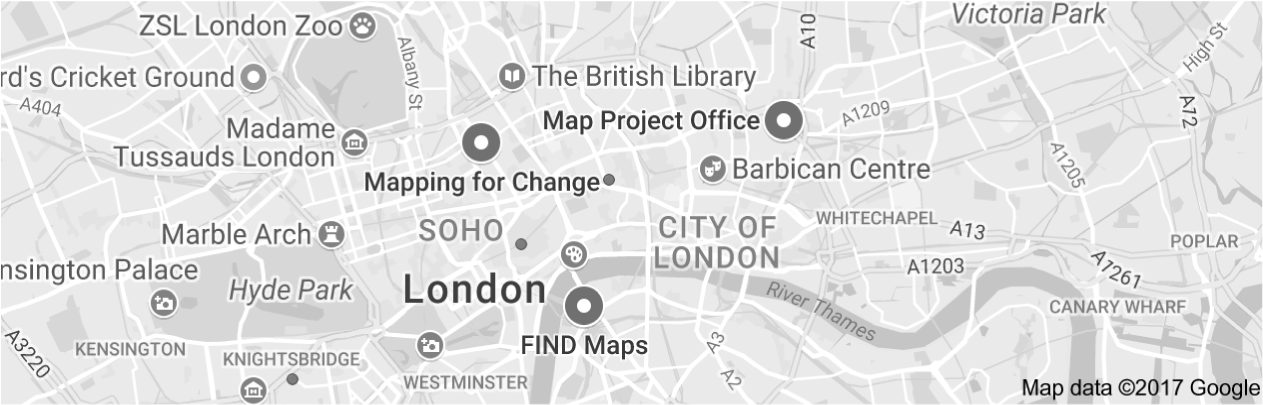 ZSL London Zoo
Albany St
A10
Victoria Park
High St
rd's Cricket Ground
The British Library
A404
Map Project Office
A1209
A12
Madame
Tussauds London
Barbican Centre
A1205
Mapping for Change
Marble Arch
SOHO
CITY OF
LONDON
WHITECHAPEL
A13
POPLAR
nsington Palace
Hyde Park
London
A1203
A1261
River Thames
CANARY WHARF
A3220
KENSINGTON
KNIGHTSBRIDGE
FIND Maps
A3
WESTMINSTER
A2
Map data ©2017 Google